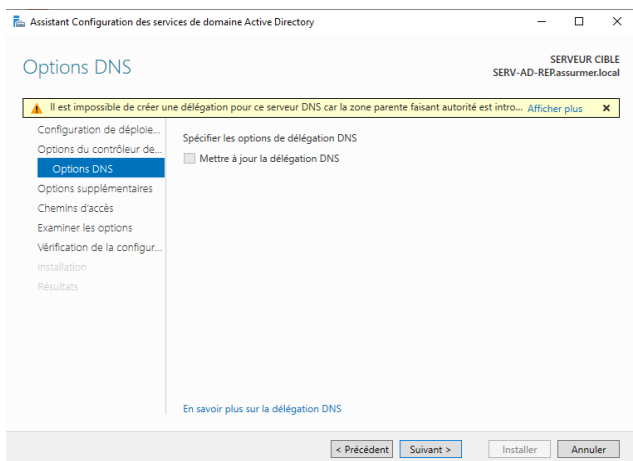 Assistant Configuration des services de domaine Active Directory
Options DNS
SERVEUR CIBLE
SERV-AD-REP.assurmer.local
Il est impossible de créer une délégation pour ce serveur DNS car la zone parente faisant autorité est intro... Afficher plus
Configuration de déploie...
Options du contrôleur de...
Options DNS
Options supplémentaires
Chemins d'accès
Examiner les options
Vérification de la configur...
Installation
Résultats
Spécifier les options de délégation DNS
Mettre à jour la délégation DNS
En savoir plus sur la délégation DNS
< Précédent Suivant > Installer Annuler